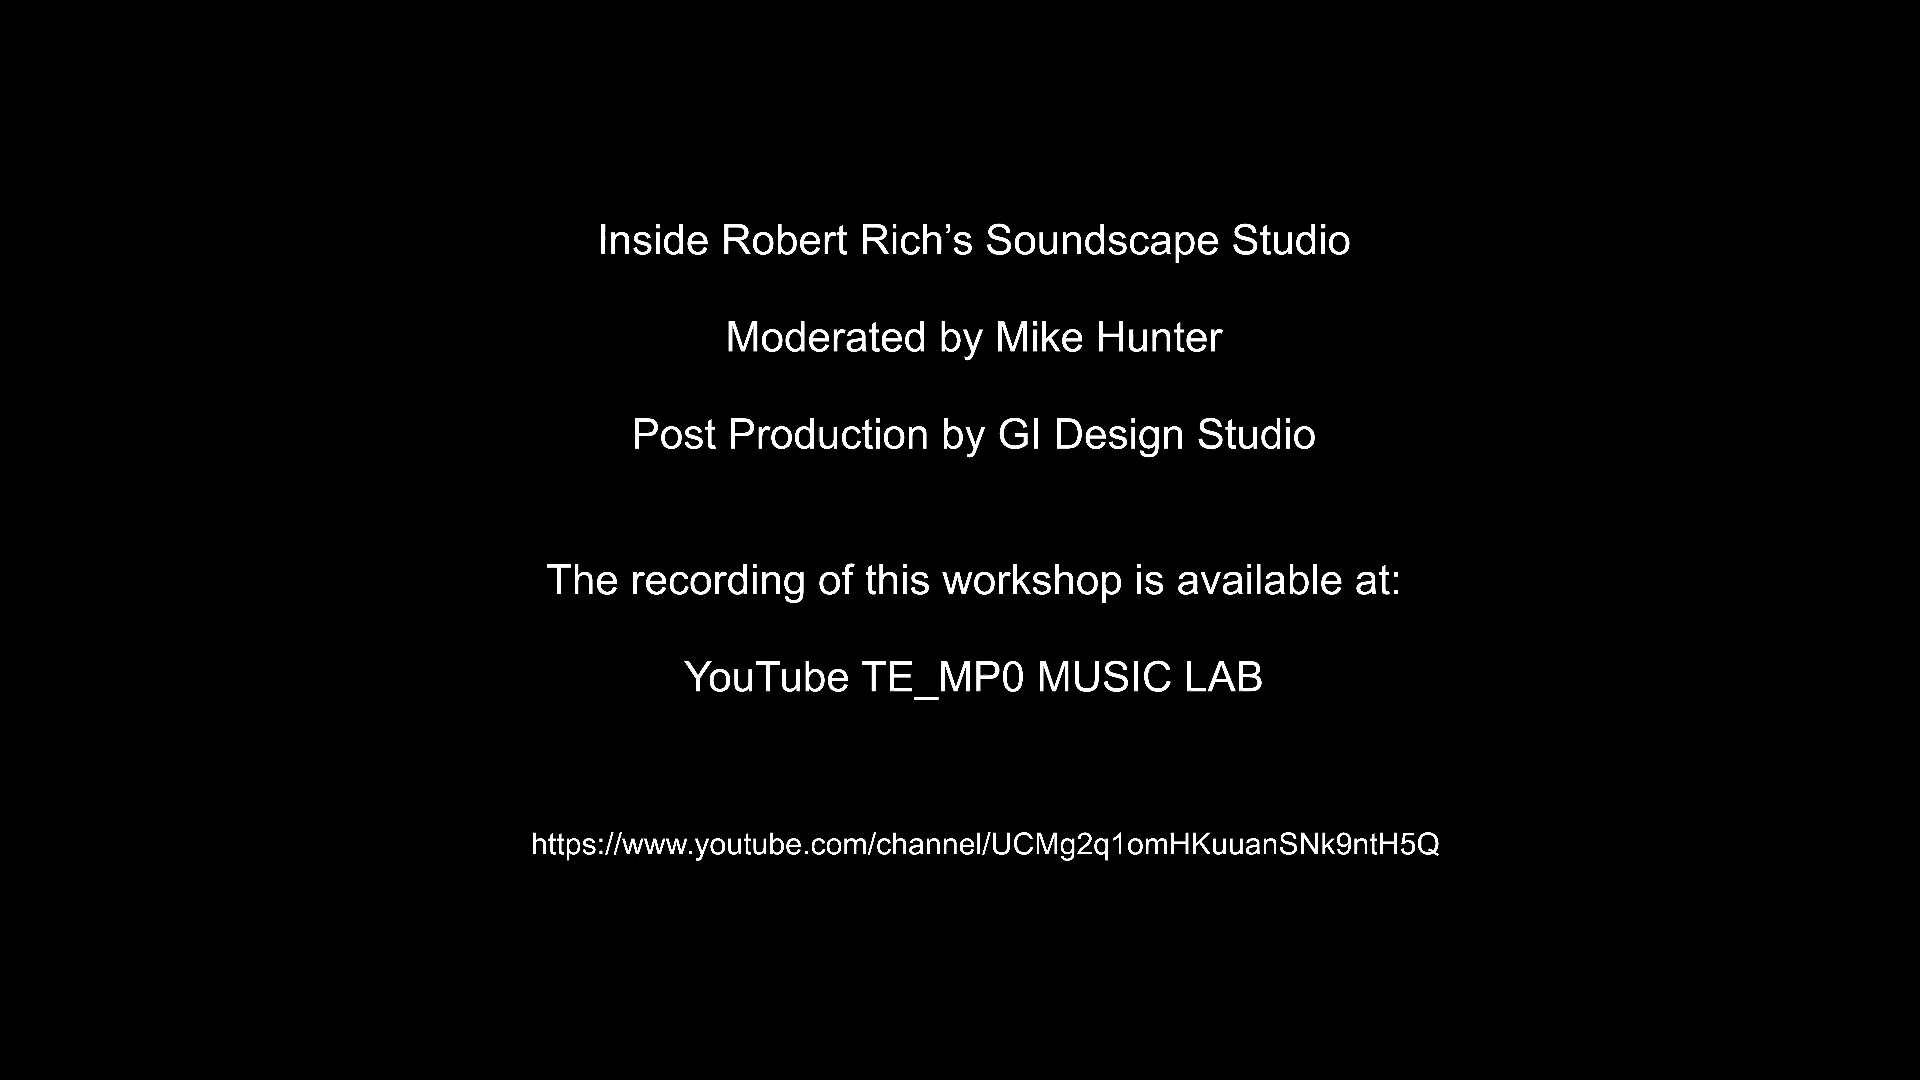 Inside Robert Rich’s Soundscape Studio
Moderated by Mike Hunter
Post Production by GI Design Studio
The recording of this workshop is available at:
YouTube TE_MP0 MUSIC LAB
https://www.youtube.com/channel/UCMg2q1omHKuuanSNk9ntH5Q